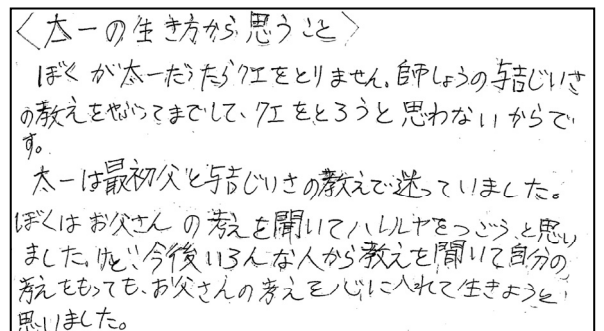 〈太一の生き方から思うこと〉
ぼくが太一だったらクエをとりません。師しょうの与吉じいさ
の教えをやぶってまでして、クエをとろうと思わないからで
す。
太一は最初父と与吉じいさの教えで迷っていました。
ぼくはお父さんの考えを聞いてハレルヤをつごうと思い
ました。けど、今後いろんな人から教えを聞いて自分の
考えをもっても、お父さんの考えを心に入れて生きようと
思いました。